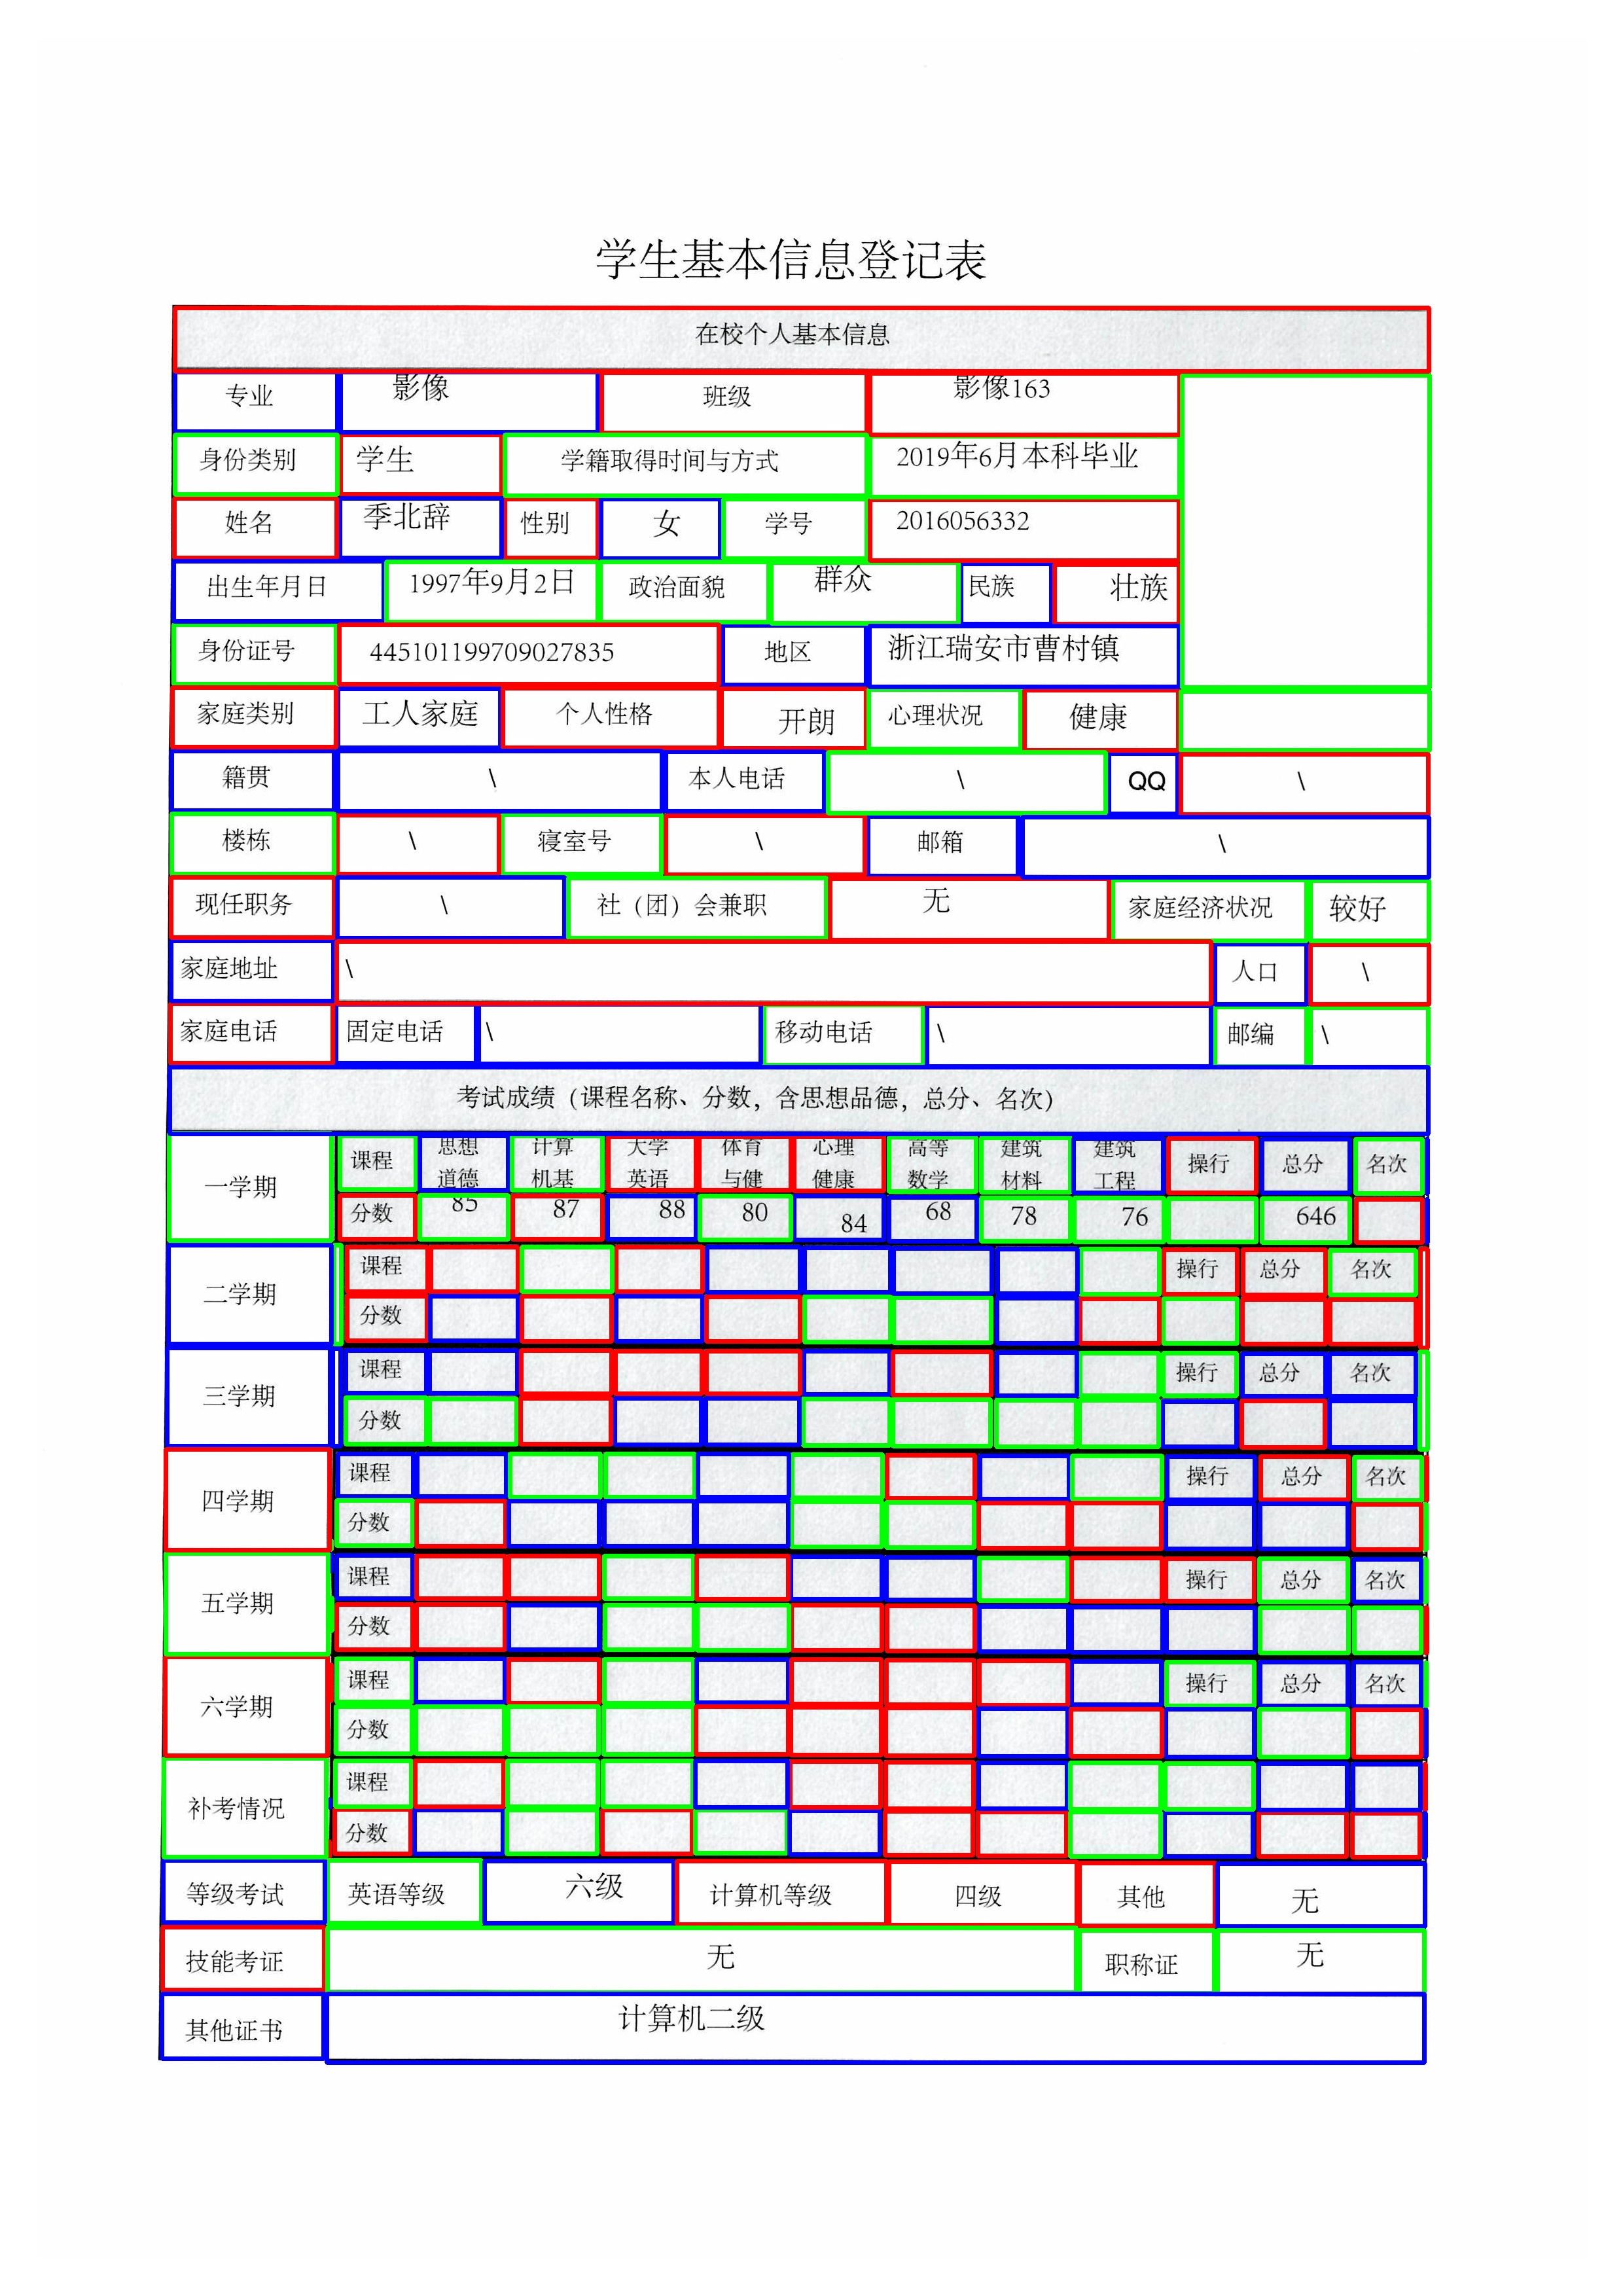 学生基本信息登记表
在校个人基本信息
专业 影像 班级 影像163
身份类别 学生 学籍取得时间与方式 2019年6月本科毕业
姓名 季北辞 性别 女 学号 2016056332
出生年月日 1997年9月2日 政治面貌 群众 民族 壮族
身份证号 445101199709027835 地区 浙江瑞安市曹村镇
家庭类别 工人家庭 个人性格 开朗 心理状况 健康
籍贯 \ 本人电话 \ QQ \
楼栋 \ 寝室号 \ 邮箱 \
现任职务 \ 社（团）会兼职 无 家庭经济状况 较好
家庭地址 \ 人口 \
家庭电话 固定电话 \ 移动电话 \ 邮编 \
考试成绩（课程名称、分数，含思想品德，总分、名次）
一学期 课程 思想道德 计算机基 大学英语 体育与健 心理健康 高等数学 建筑材料 建筑工程 操行 总分 名次
分数 85 87 88 80 84 68 78 76 646
二学期 课程 操行 总分 名次
分数
三学期 课程 操行 总分 名次
分数
四学期 课程 操行 总分 名次
分数
五学期 课程 操行 总分 名次
分数
六学期 课程 操行 总分 名次
分数
补考情况 课程
分数
等级考试 英语等级 六级 计算机等级 四级 其他 无
技能考证 无 职称证 无
其他证书 计算机二级